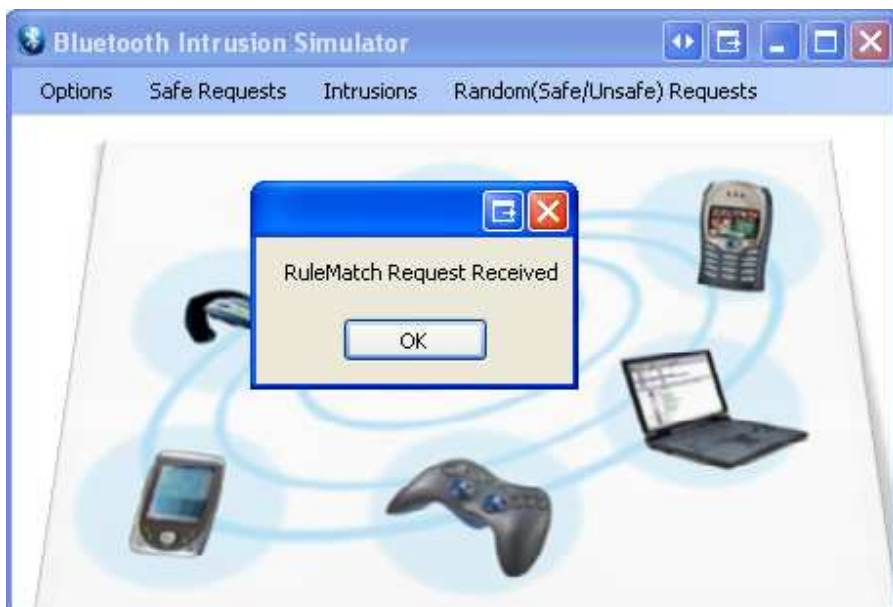 Bluetooth Intrusion Simulator
Options Safe Requests Intrusions Random(Safe/Unsafe) Requests
RuleMatch Request Received
OK